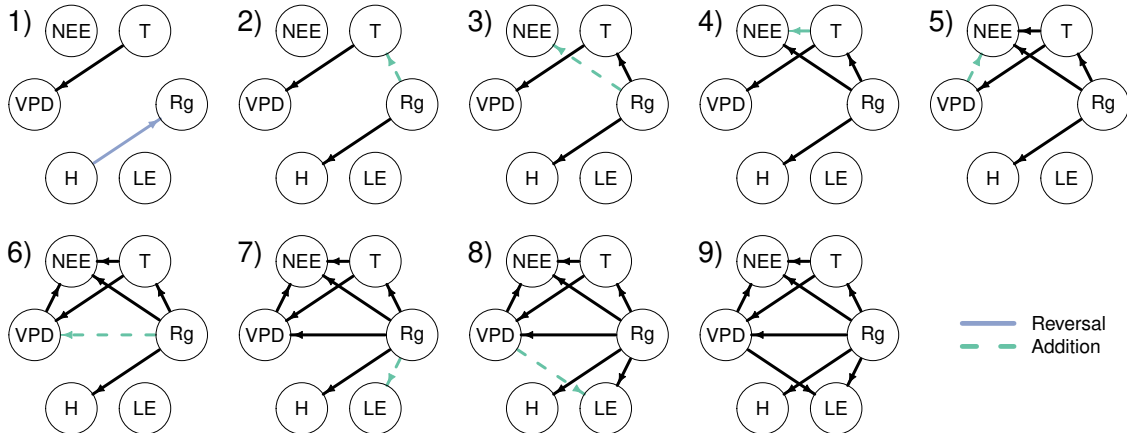 1) NEE T
VPD Rg
H LE
2) NEE T
VPD Rg
H LE
3) NEE T
VPD Rg
H LE
4) NEE T
VPD Rg
H LE
5) NEE T
VPD Rg
H LE
6) NEE T
VPD Rg
H LE
7) NEE T
VPD Rg
H LE
8) NEE T
VPD Rg
H LE
9) NEE T
VPD Rg
H LE
Reversal
Addition